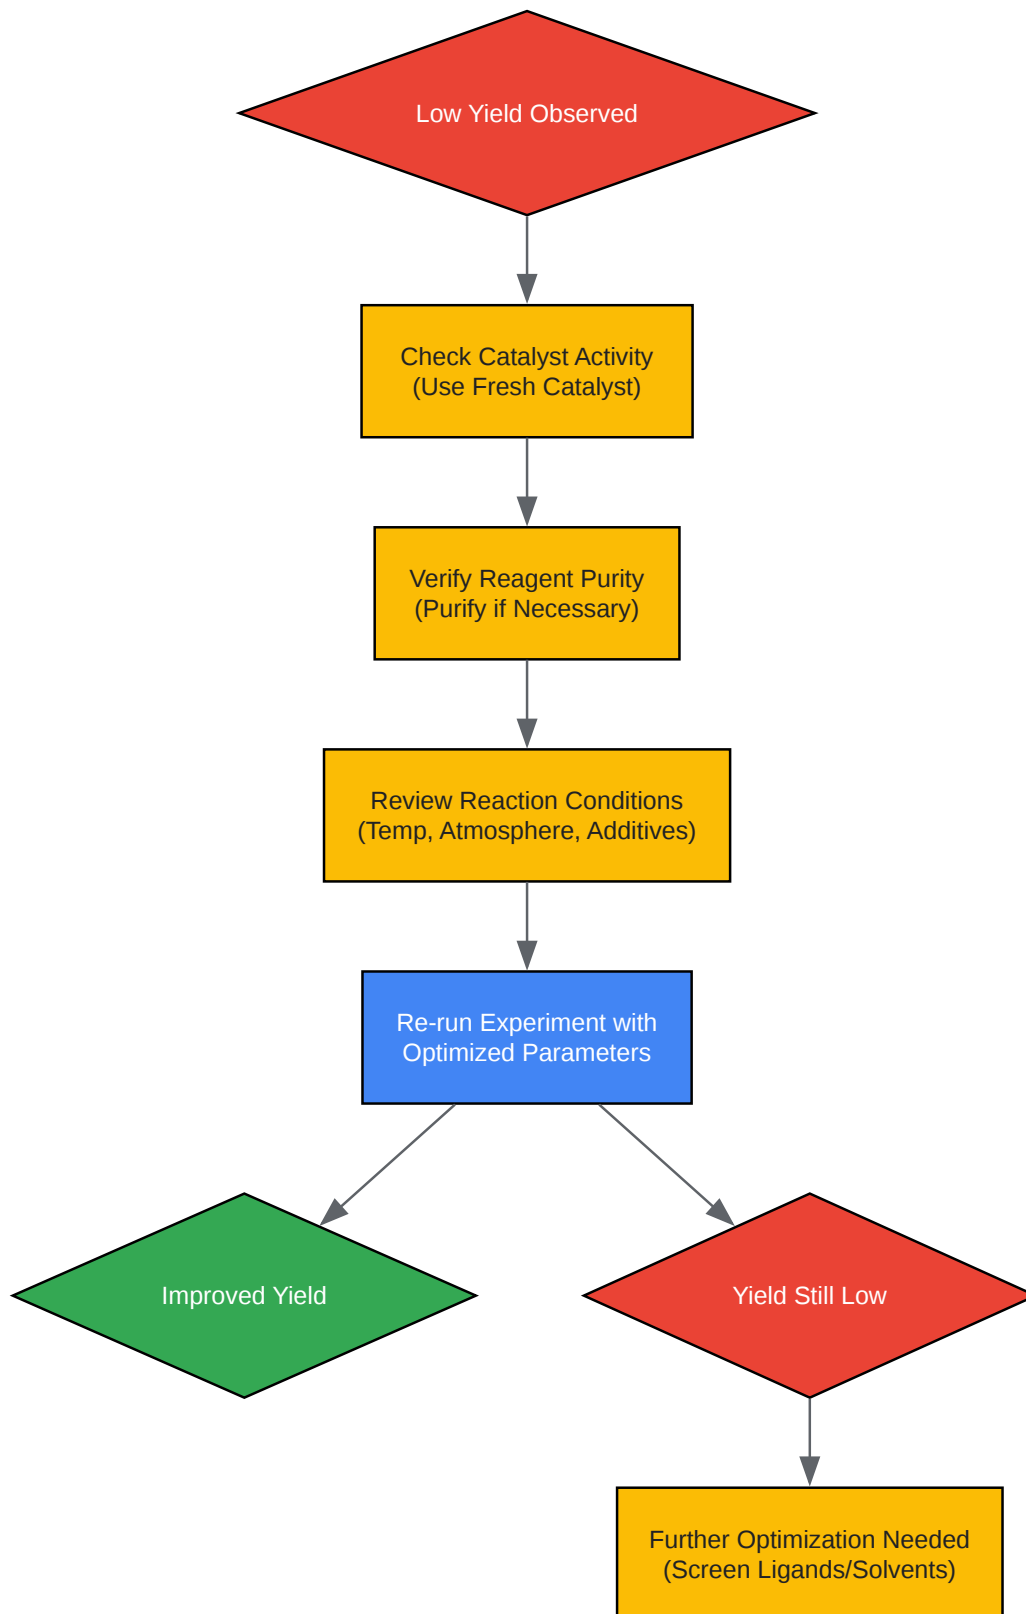 Low Yield Observed
Check Catalyst Activity
(Use Fresh Catalyst)
Verify Reagent Purity
(Purify if Necessary)
Review Reaction Conditions
(Temp, Atmosphere, Additives)
Re-run Experiment with
Optimized Parameters
Improved Yield
Yield Still Low
Further Optimization Needed
(Screen Ligands/Solvents)